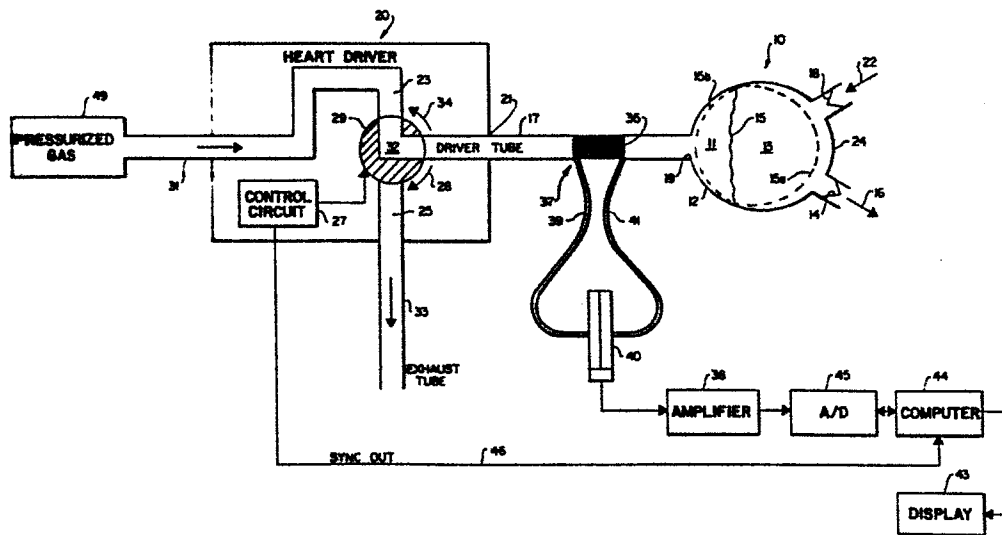 20
10
HEART DRIVER
22
49
23
15b
18
34
21
29
17
36
15
PRESSURIZED
GAS
32
DRIVER TUBE
11
13
24
15a
31
28
19
CONTROL
CIRCUIT
27
25
37
39
41
12
14
16
33
40
EXHAUST
TUBE
38
45
44
AMPLIFIER
A/D
COMPUTER
SYNC OUT
46
43
DISPLAY